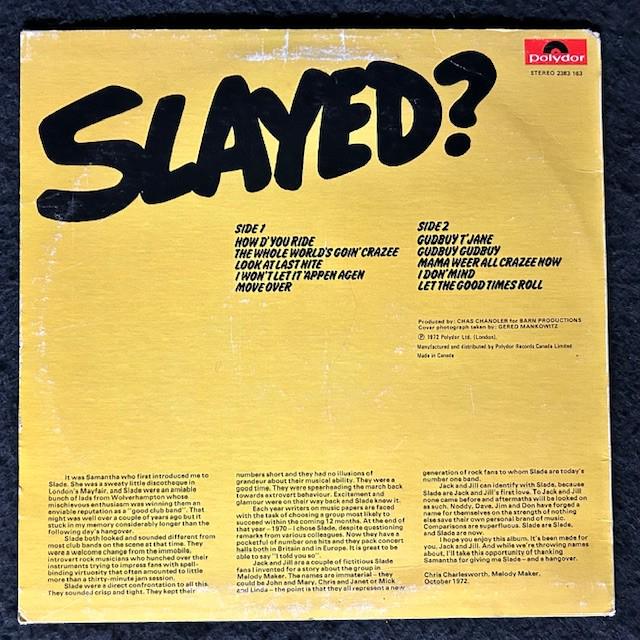 polydor
STEREO 2383 163
SLAYED?
SIDE 1
HOW D'YOU RIDE
THE WHOLE WORLD'S GOIN' CRAZEE
LOOK AT LAST NITE
I WON'T LET IT 'APPEN AGEN
MOVE OVER
SIDE 2
GUDBUY T'JANE
GUDBUY GUDBUY
MAMA WEER ALL CRAZEE NOW
I DON' MIND
LET THE GOOD TIMES ROLL
Produced by: CHAS CHANDLER for BARN PRODUCTIONS
Cover photograph taken by: GERED MANKOWITZ
Ⓟ 1972 Polydor Ltd. (London).
Manufactured and distributed by Polydor Records Canada Limited
Made in Canada
It was Samantha who first introduced me to
Slade. She was a sweaty little discotheque in
London's Mayfair, and Slade were an amiable
bunch of lads from Wolverhampton whose
mischievous enthusiasm was winning them an
amiable reputation as a "good club band". That
night was well over a couple of years ago but it
stuck in my memory considerably longer than the
following day's hangover.
Slade both looked and sounded different from
most club bands on the scene at that time. They
were a welcome change from the immobile,
introvert rock musicians who hunched over their
instruments trying to impress fans with spell-
binding virtuosity that often amounted to little
more than a thirty-minute jam session.
Slade were a direct confrontation to all this.
They sounded crisp and tight. They kept their
numbers short and they had no illusions of
grandeur about their musical ability. They were a
good time. They were spearheading the march back
towards extrovert behaviour. Excitement and
glamour were on their way back and Slade knew it.
Each year writers on music papers are faced
with the task of choosing a group most likely to
succeed within the coming 12 months. At the end of
that year - 1970 - I chose Slade, despite questioning
remarks from various colleagues. Now they have a
pocketful of number one hits and they pack concert
halls both in Britain and in Europe. It is great to be
able to say "I told you so".
Jack and Jill are a couple of fictitious Slade
fans I invented for a story about the group in
Melody Maker. The names are immaterial - they
could be John and Mary, Chris and Janet or Mick
and Linda - the point is that they all represent a new
generation of rock fans to whom Slade are today's
number one band.
Jack and Jill can identify with Slade, because
Slade are Jack and Jill's first love. To Jack and Jill
none came before and aftermaths will be looked on
as such. Noddy, Dave, Jim and Don have forged a
name for themselves on the strength of nothing
else save their own personal brand of music.
Comparisons are superfluous. Slade are Slade,
and Slade are now.
I hope you enjoy this album. It's been made for
you, Jack and Jill. And while we're throwing names
about, I'll take this opportunity of thanking
Samantha for giving me Slade - and a hangover.
Chris Charlesworth, Melody Maker,
October 1972.